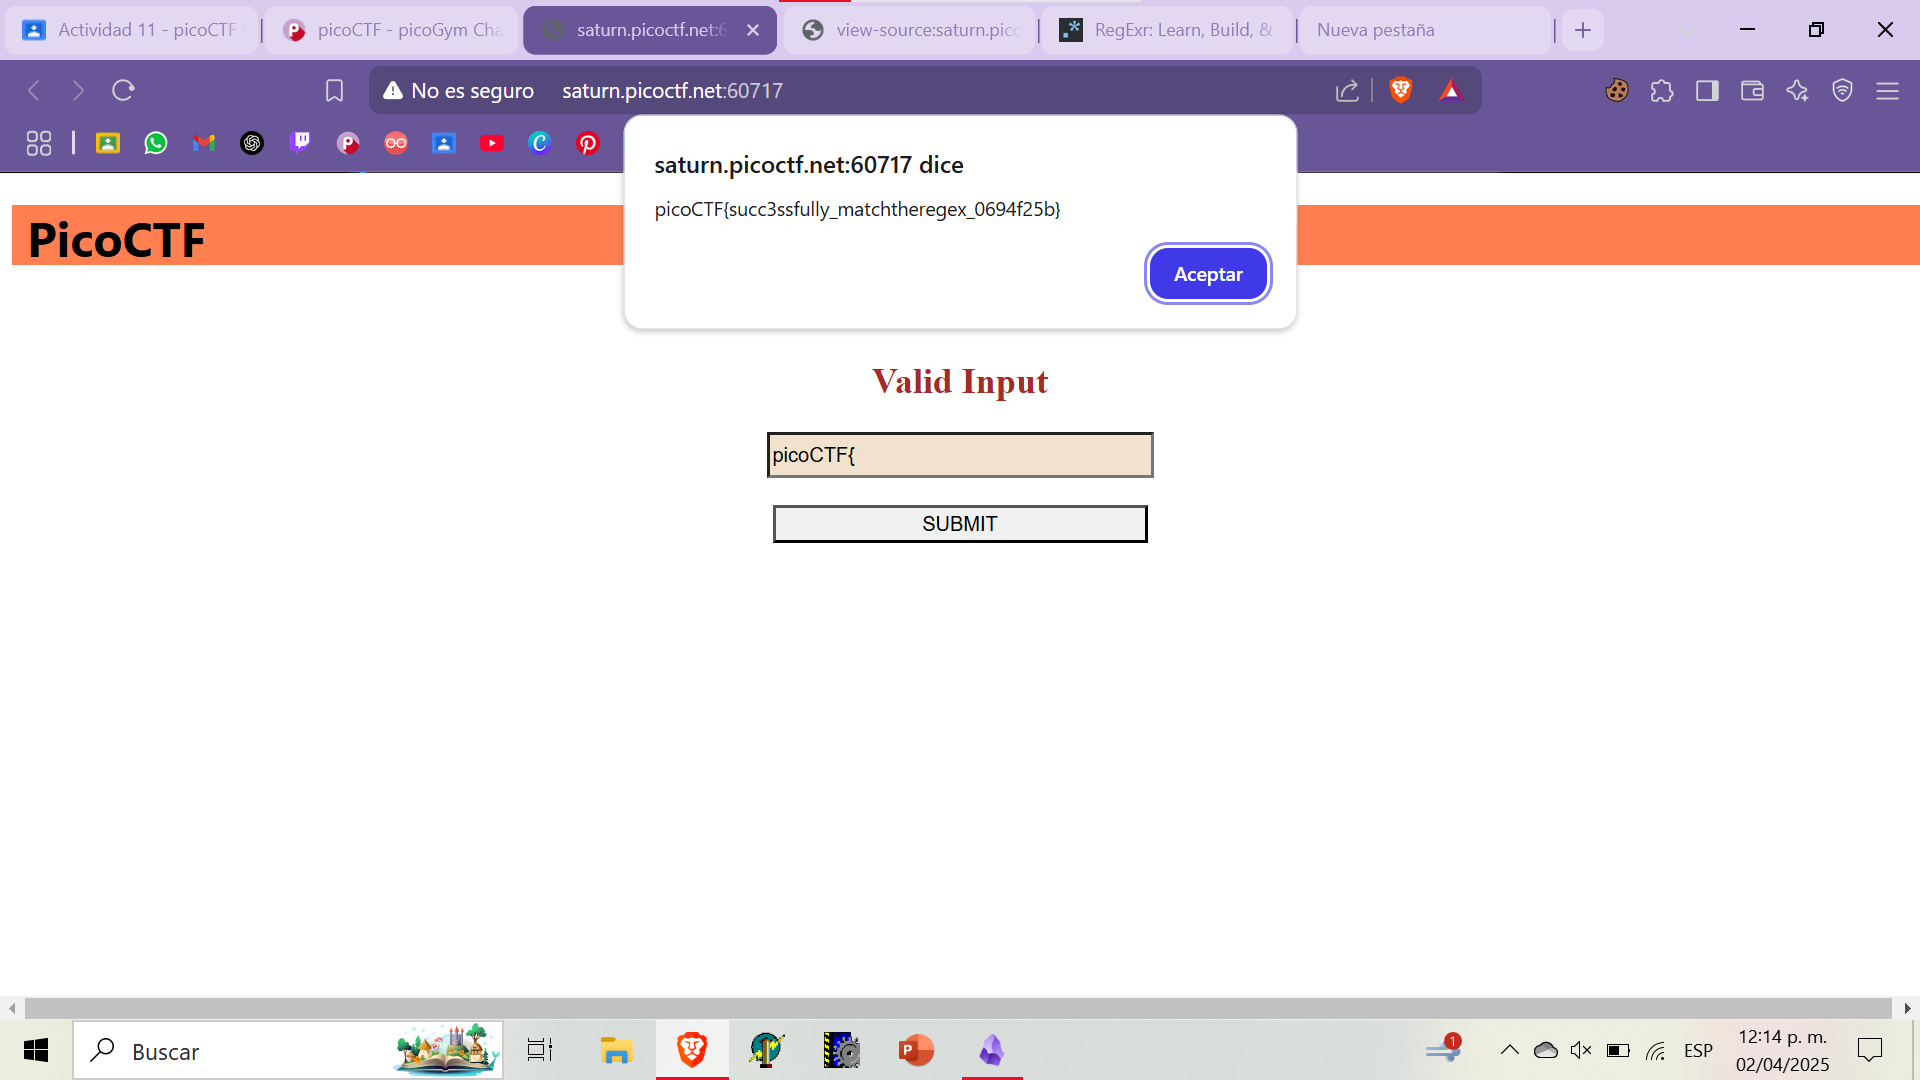 Actividad 11 - picoCTF
picoCTF - picoGym Cha
saturn.picoctf.net:6
view-source:saturn.picc
RegExr: Learn, Build, &
Nueva pestaña
No es seguro saturn.picoctf.net:60717
saturn.picoctf.net:60717 dice
picoCTF{succ3ssfully_matchtheregex_0694f25b}
Aceptar
PicoCTF
Valid Input
picoCTF{
SUBMIT
Buscar
1
ESP
12:14 p. m.
02/04/2025